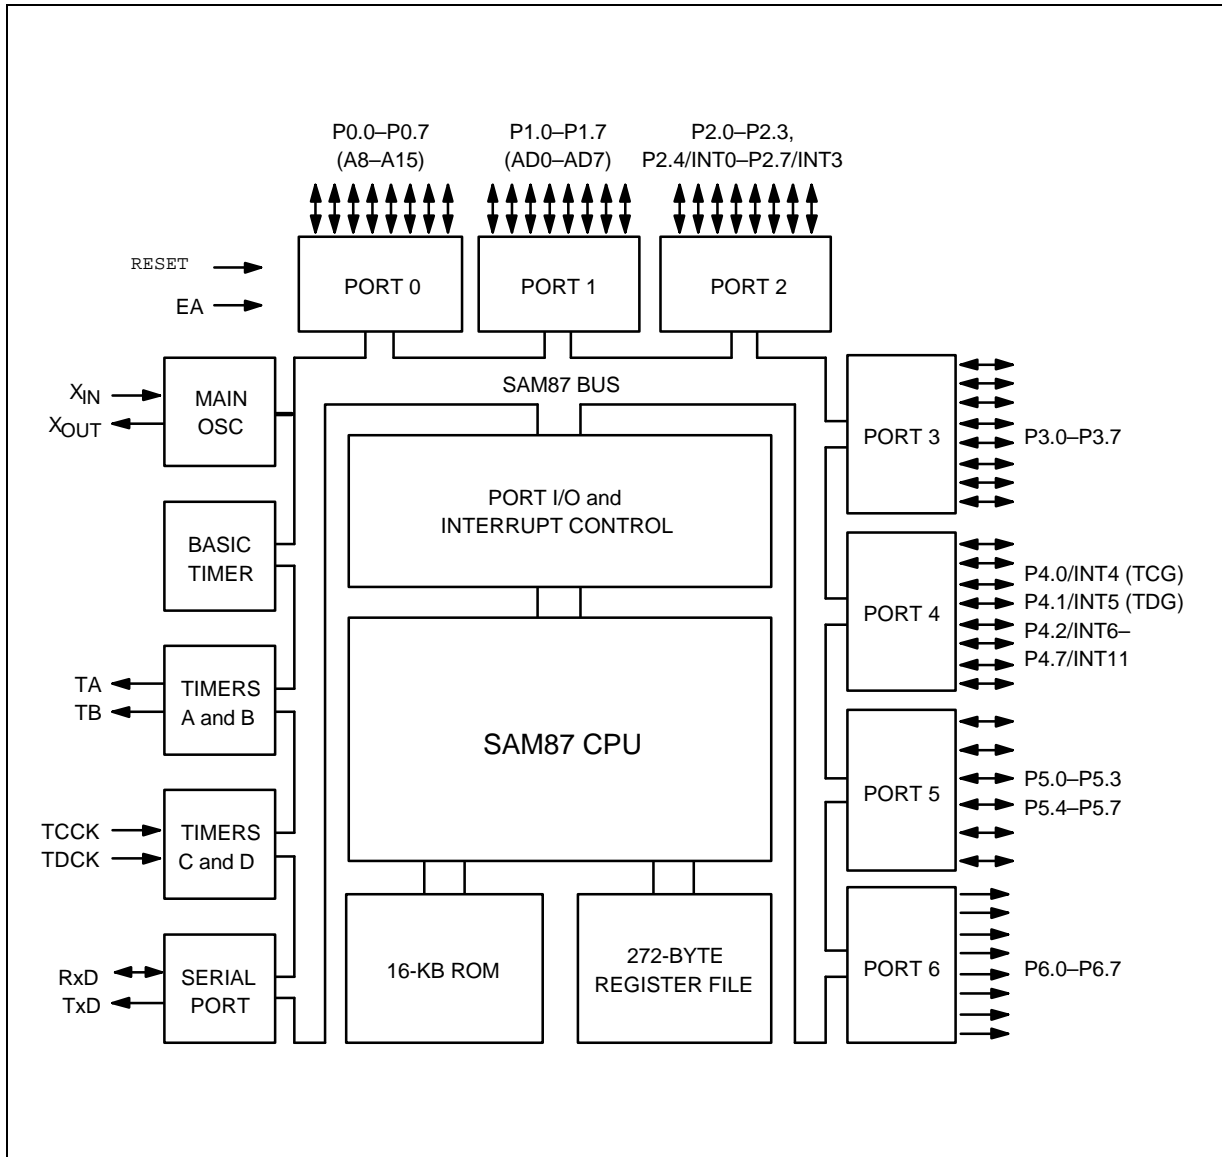 P0.0–P0.7
(A8–A15)
P1.0–P1.7
(AD0–AD7)
P2.0–P2.3,
P2.4/INT0–P2.7/INT3
RESET
EA
PORT 0
PORT 1
PORT 2
XIN
XOUT
MAIN
OSC
SAM87 BUS
PORT 3
P3.0–P3.7
PORT I/O and
INTERRUPT CONTROL
BASIC
TIMER
PORT 4
P4.0/INT4 (TCG)
P4.1/INT5 (TDG)
P4.2/INT6–
P4.7/INT11
TA
TB
TIMERS
A and B
SAM87 CPU
PORT 5
P5.0–P5.3
P5.4–P5.7
TCCK
TDCK
TIMERS
C and D
RxD
TxD
SERIAL
PORT
16-KB ROM
272-BYTE
REGISTER FILE
PORT 6
P6.0–P6.7